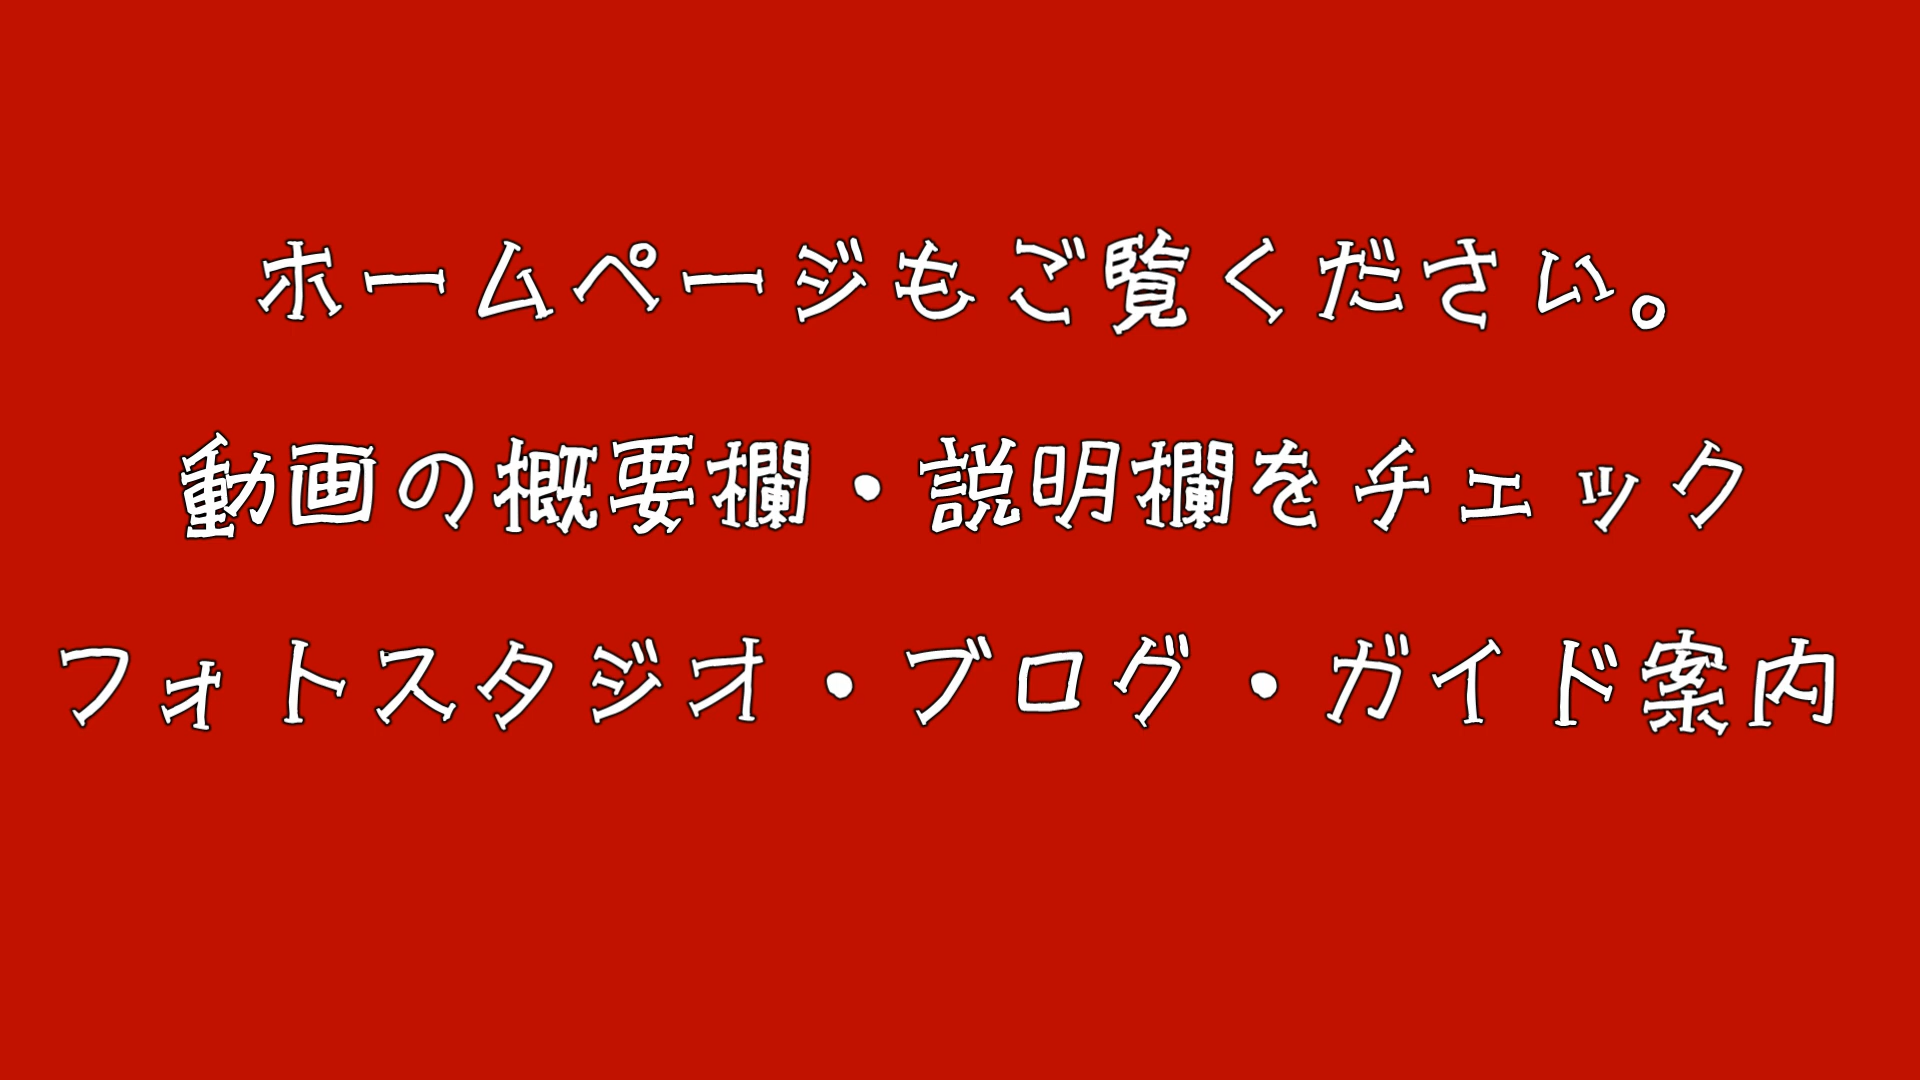 ホームページもご覧ください。
動画の概要欄・説明欄をチェック
フォトスタジオ・ブログ・ガイド案内